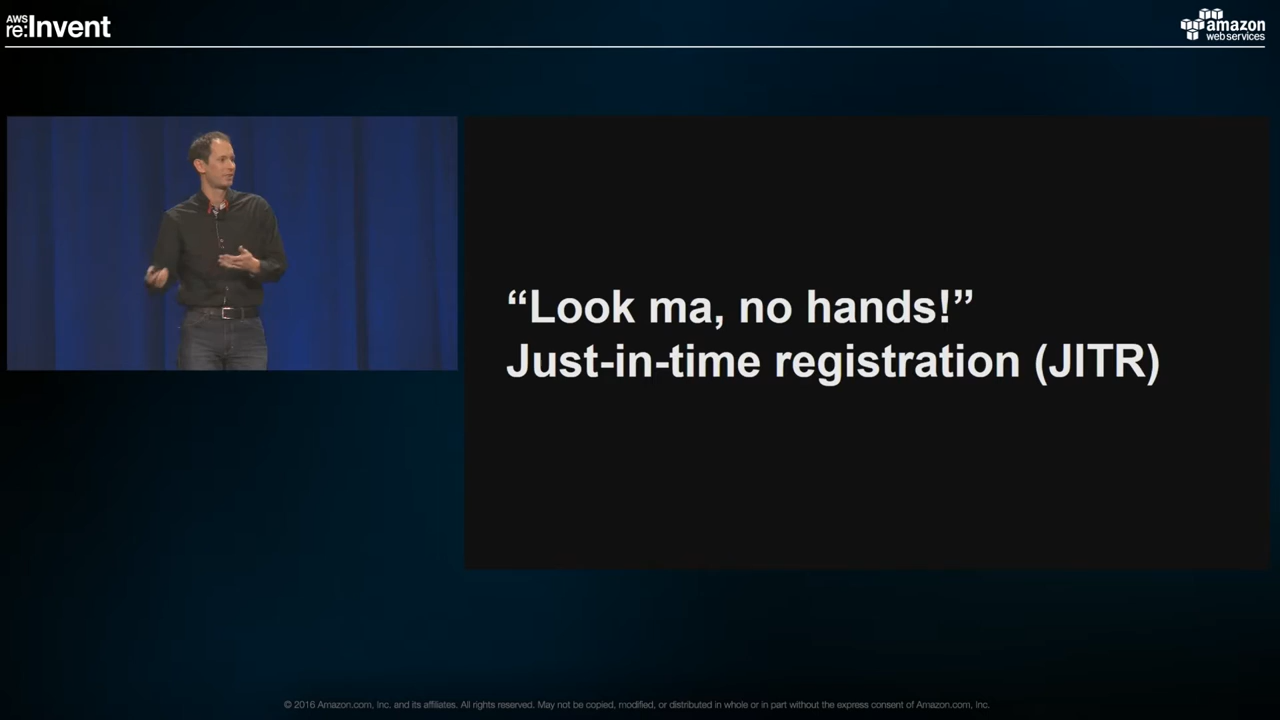 AWS
re:Invent
amazon
web services
“Look ma, no hands!”
Just-in-time registration (JITR)
© 2016 Amazon.com, Inc. and its affiliates. All rights reserved. May not be copied, modified, or distributed in whole or in part without the express consent of Amazon.com, Inc.